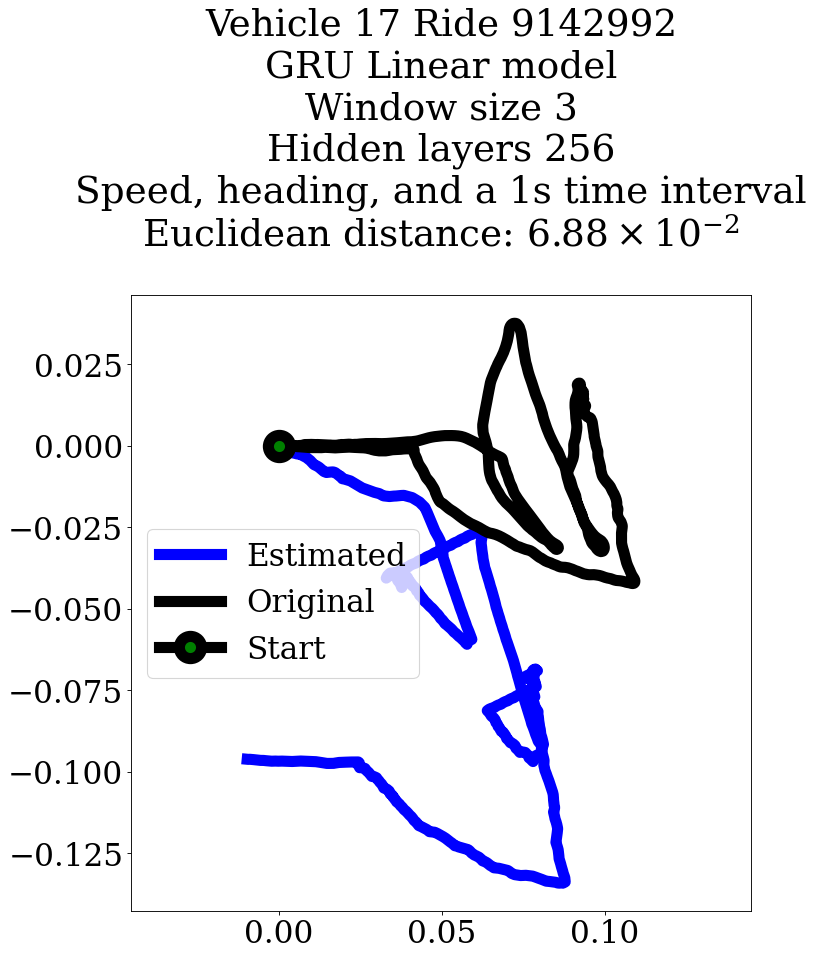 Vehicle 17 Ride 9142992
GRU Linear model
Window size 3
Hidden layers 256
Speed, heading, and a 1s time interval
Euclidean distance: 6.88 × 10⁻²
0.025
0.000
−0.025
−0.050
−0.075
−0.100
−0.125
Estimated
Original
Start
0.00 0.05 0.10